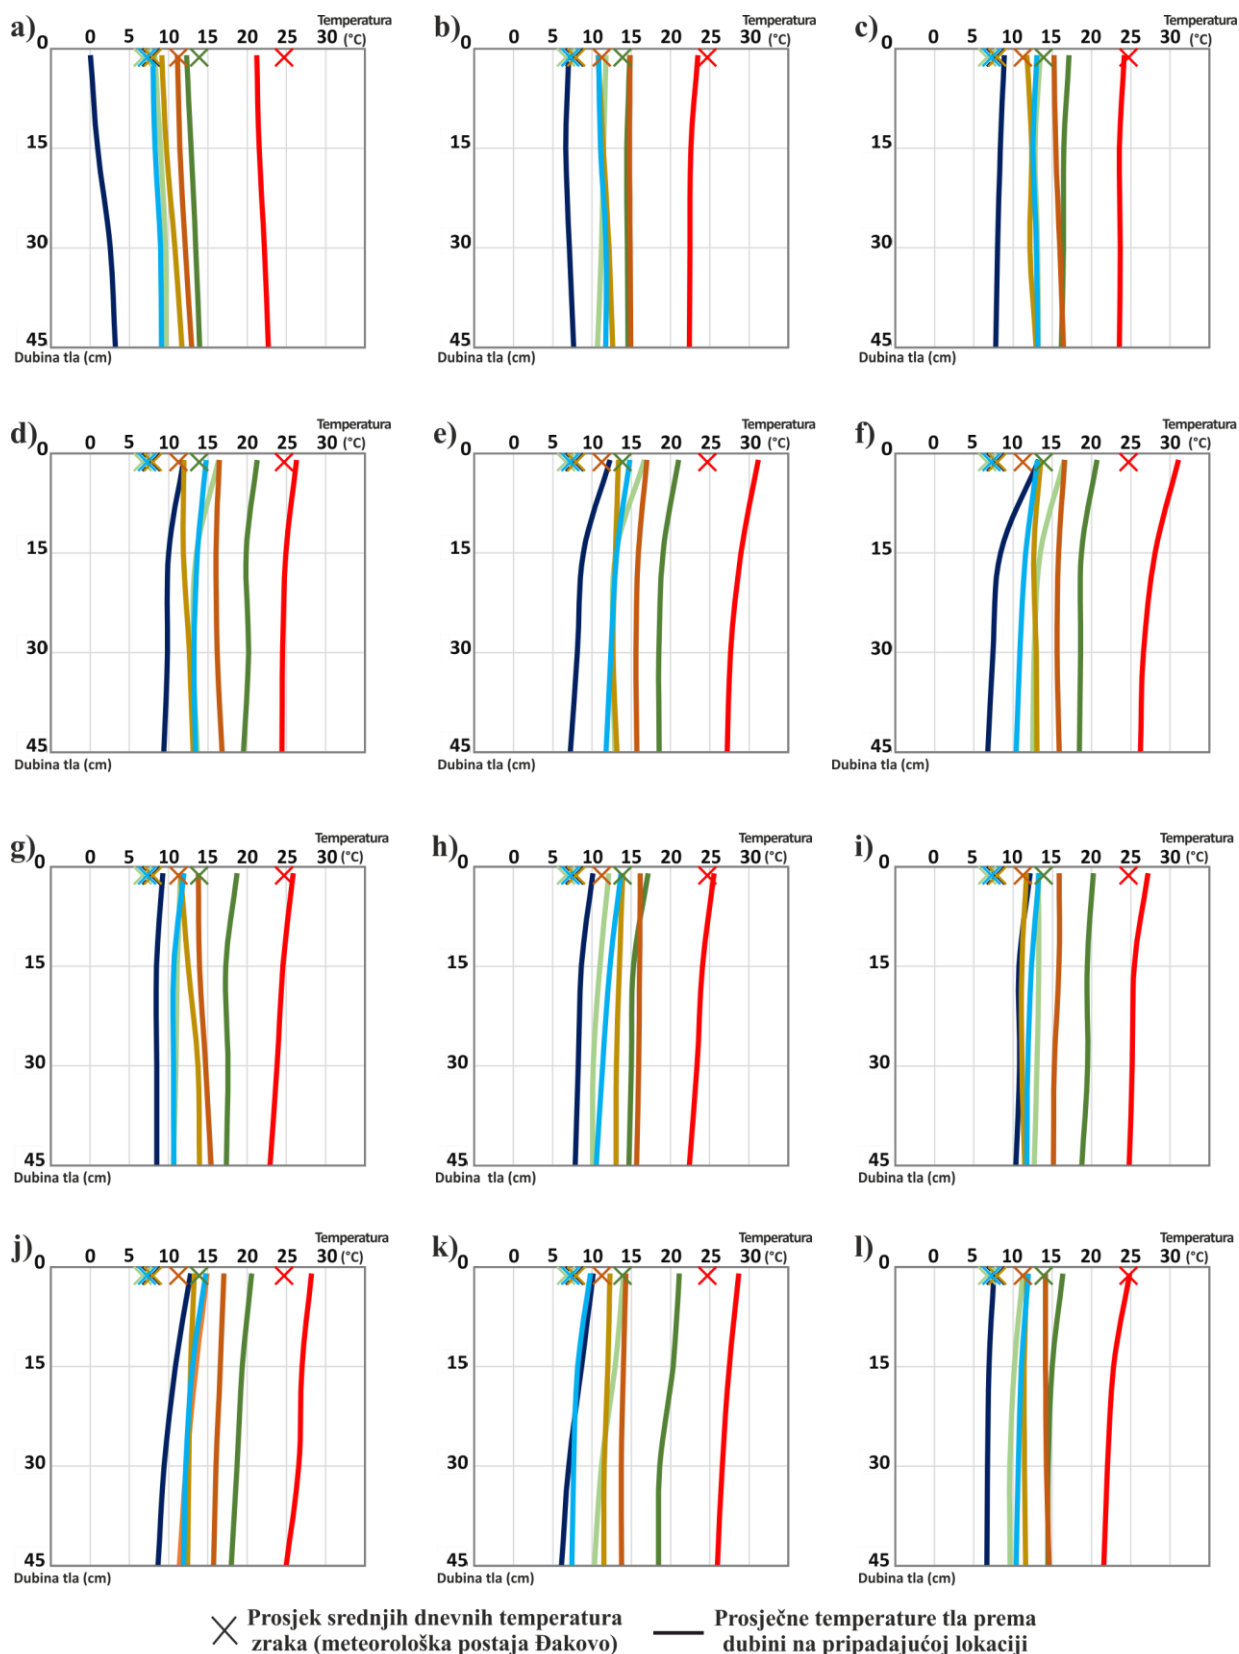 Temperatura
a) 0 5 10 15 20 25 30 (°C)
0
15
30
45
Dubina tla (cm)
Temperatura
b) 0 5 10 15 20 25 30 (°C)
0
15
30
45
Dubina tla (cm)
Temperatura
c) 0 5 10 15 20 25 30 (°C)
0
15
30
45
Dubina tla (cm)
Temperatura
d) 0 5 10 15 20 25 30 (°C)
0
15
30
45
Dubina tla (cm)
Temperatura
e) 0 5 10 15 20 25 30 (°C)
0
15
30
45
Dubina tla (cm)
Temperatura
f) 0 5 10 15 20 25 30 (°C)
0
15
30
45
Dubina tla (cm)
Temperatura
g) 0 5 10 15 20 25 30 (°C)
0
15
30
45
Dubina tla (cm)
Temperatura
h) 0 5 10 15 20 25 30 (°C)
0
15
30
45
Dubina tla (cm)
Temperatura
i) 0 5 10 15 20 25 30 (°C)
0
15
30
45
Dubina tla (cm)
Temperatura
j) 0 5 10 15 20 25 30 (°C)
0
15
30
45
Dubina tla (cm)
Temperatura
k) 0 5 10 15 20 25 30 (°C)
0
15
30
45
Dubina tla (cm)
Temperatura
l) 0 5 10 15 20 25 30 (°C)
0
15
30
45
Dubina tla (cm)
Prosjek srednjih dnevnih temperatura
zraka (meteorološka postaja Đakovo)
Prosječne temperature tla prema
dubini na pripadajućoj lokaciji